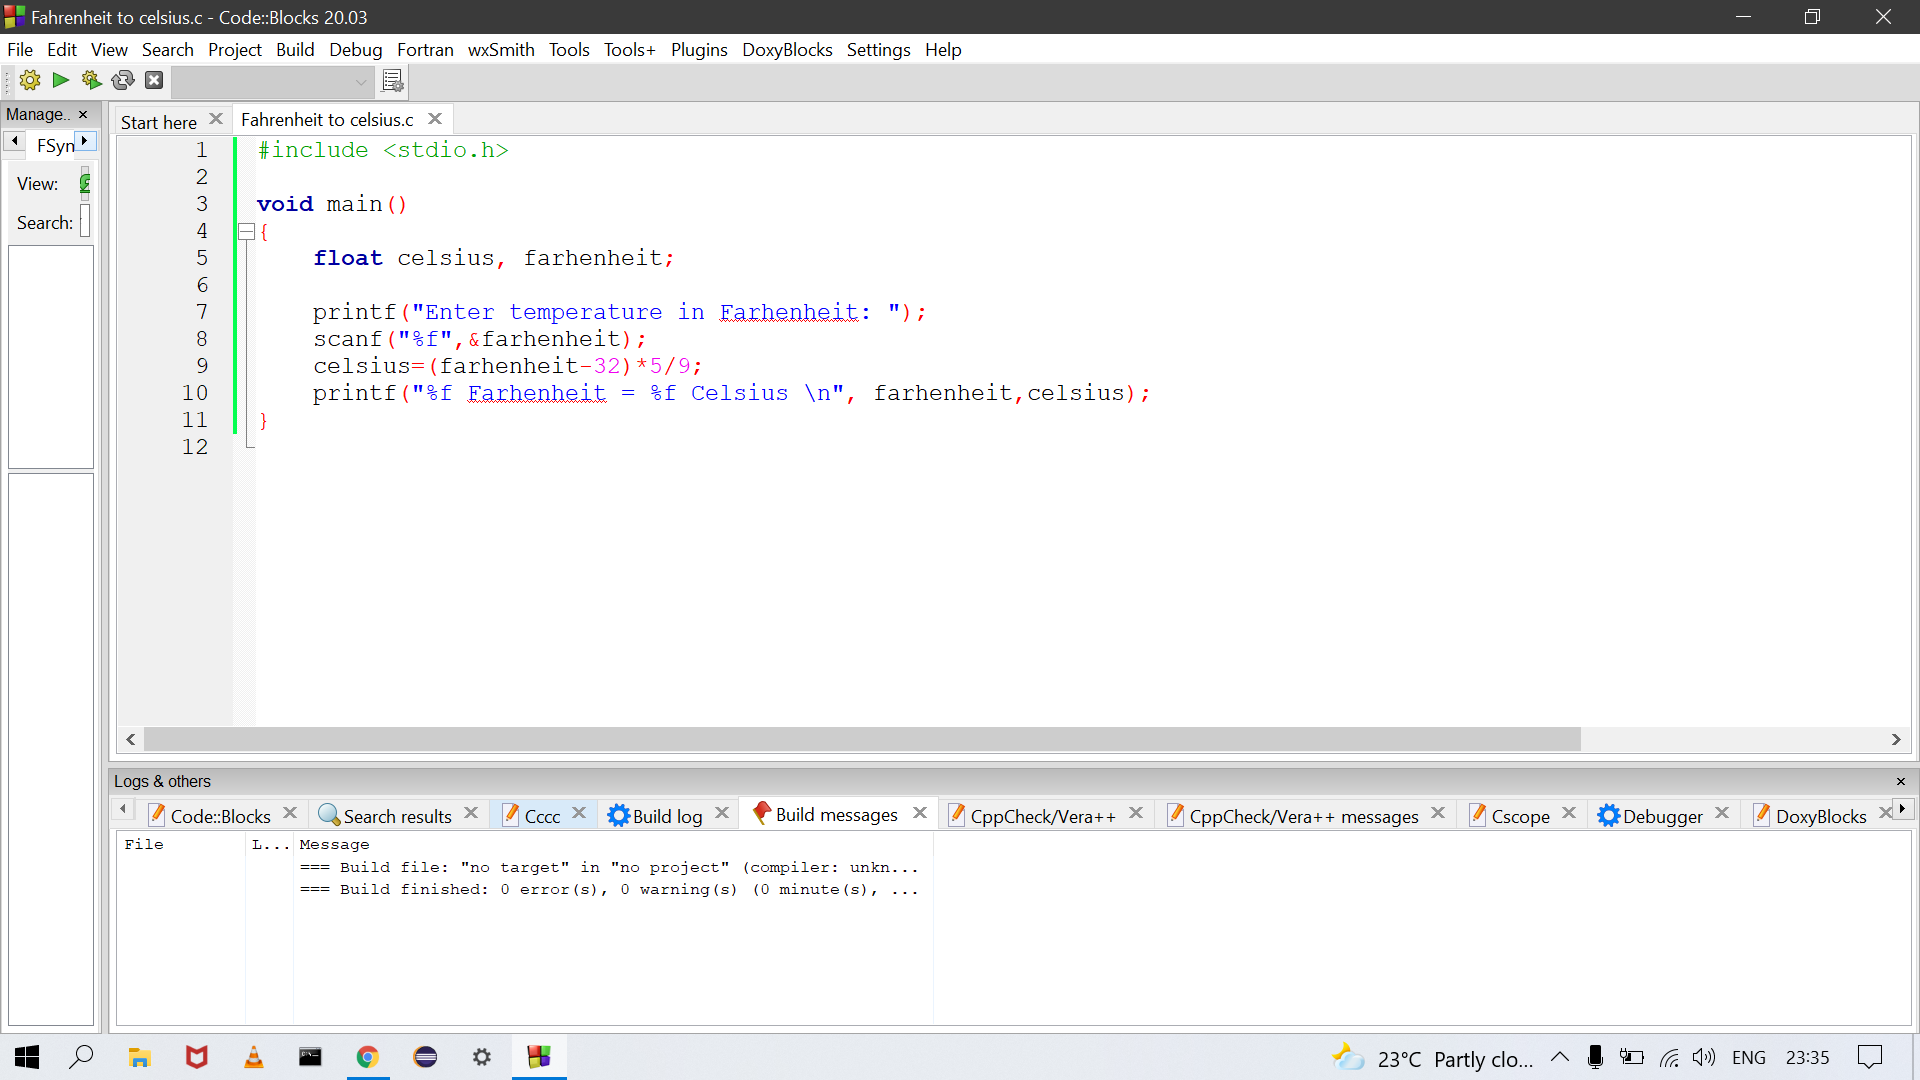 Fahrenheit to celsius.c - Code::Blocks 20.03
File Edit View Search Project Build Debug Fortran wxSmith Tools Tools+ Plugins DoxyBlocks Settings Help
Manage..
FSyn
View:
Search:
Start here
Fahrenheit to celsius.c
1 #include <stdio.h>
2
3 void main()
4 {
5 float celsius, farhenheit;
6
7 printf("Enter temperature in Farhenheit: ");
8 scanf("%f",&farhenheit);
9 celsius=(farhenheit-32)*5/9;
10 printf("%f Farhenheit = %f Celsius \n", farhenheit,celsius);
11 }
12
Logs & others
Code::Blocks Search results Cccc Build log Build messages CppCheck/Vera++ CppCheck/Vera++ messages Cscope Debugger DoxyBlocks
File L... Message
=== Build file: "no target" in "no project" (compiler: unkn...
=== Build finished: 0 error(s), 0 warning(s) (0 minute(s), ...
23°C Partly clo... ENG 23:35